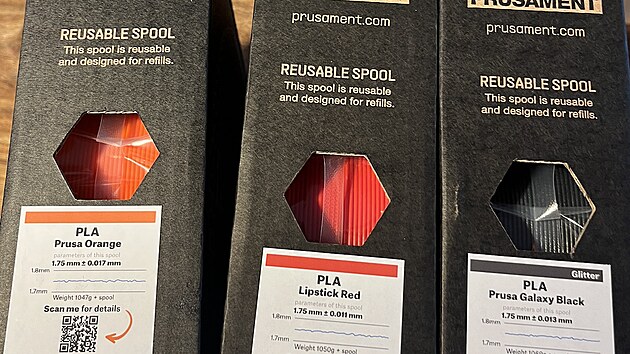 REUSABLE SPOOL
This spool is reusable
and designed for refills.
PLA
Prusa Orange
parameters of this spool
1.75 mm ± 0.017 mm
1.8mm
1.7mm
Weight 1047g + spool
Scan me for details
prusament.com
REUSABLE SPOOL
This spool is reusable
and designed for refills.
PLA
Lipstick Red
parameters of this spool
1.75 mm ± 0.011 mm
1.8mm
1.7mm
Weight 1050g + spool
PRUSAMENT
prusament.com
REUSABLE SPOOL
This spool is reusable
and designed for refills.
Glitter
PLA
Prusa Galaxy Black
parameters of this spool
1.75 mm ± 0.013 mm
1.8mm
1.7mm